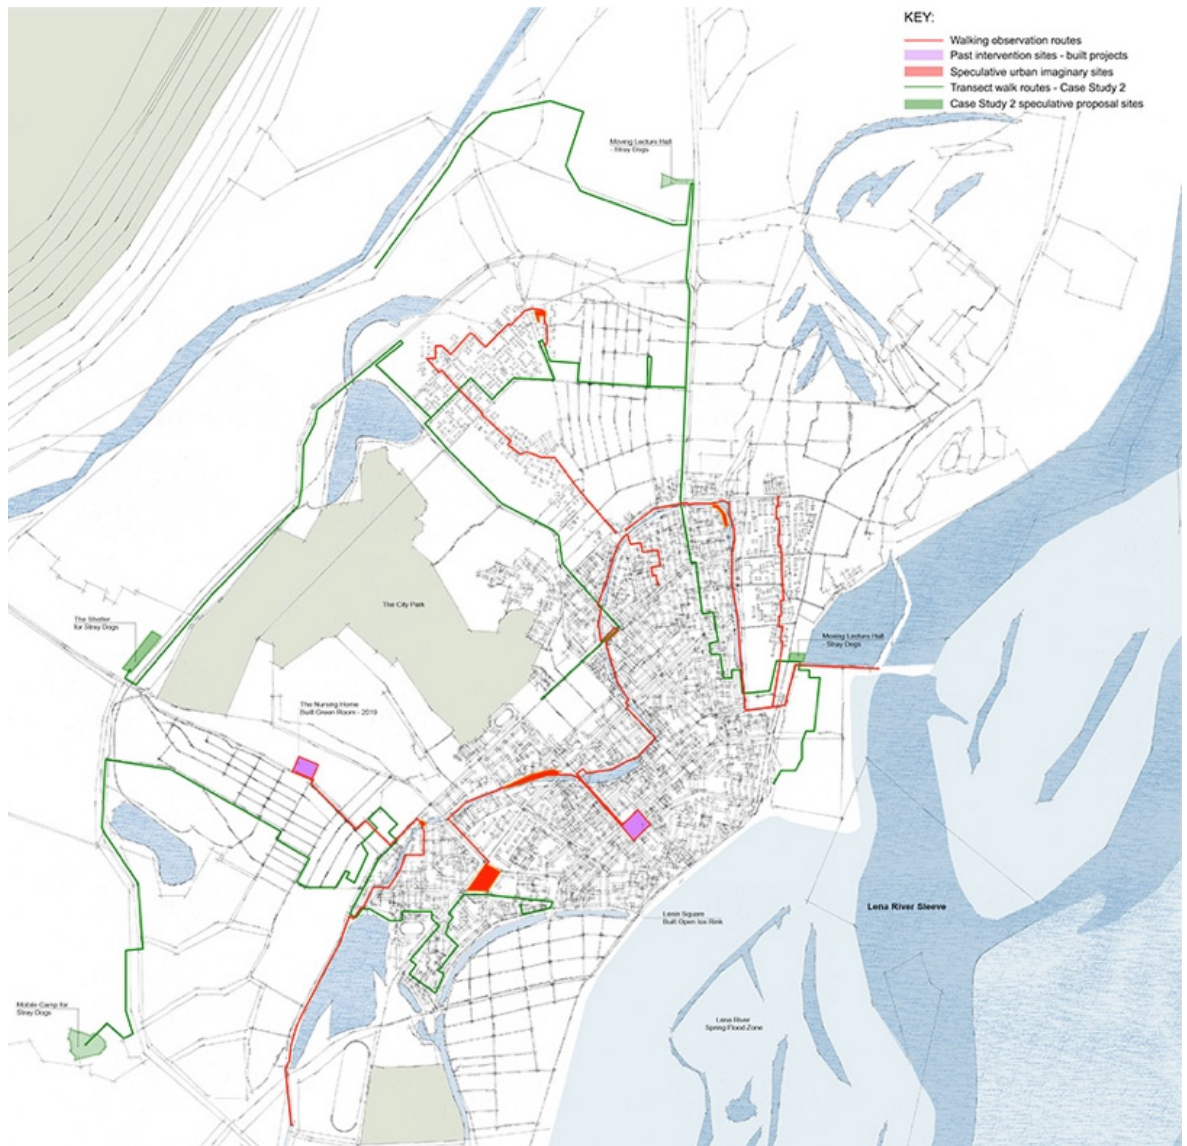 KEY:
Walking observation routes
Past intervention sites - built projects
Speculative urban imaginary sites
Transect walk routes - Case Study 2
Case Study 2 speculative proposal sites
Moving Lecture Hall
- Stray Dogs
The City Park
The Shelter
for Stray Dogs
Moving Lecture Hall
- Stray Dogs
The Nursing Home
Built Green Room - 2019
Lena River Sleeve
Lenin Square
Built Open Ice Rink
Mobile Camp for
Stray Dogs
Lena River
Spring Flood Zone